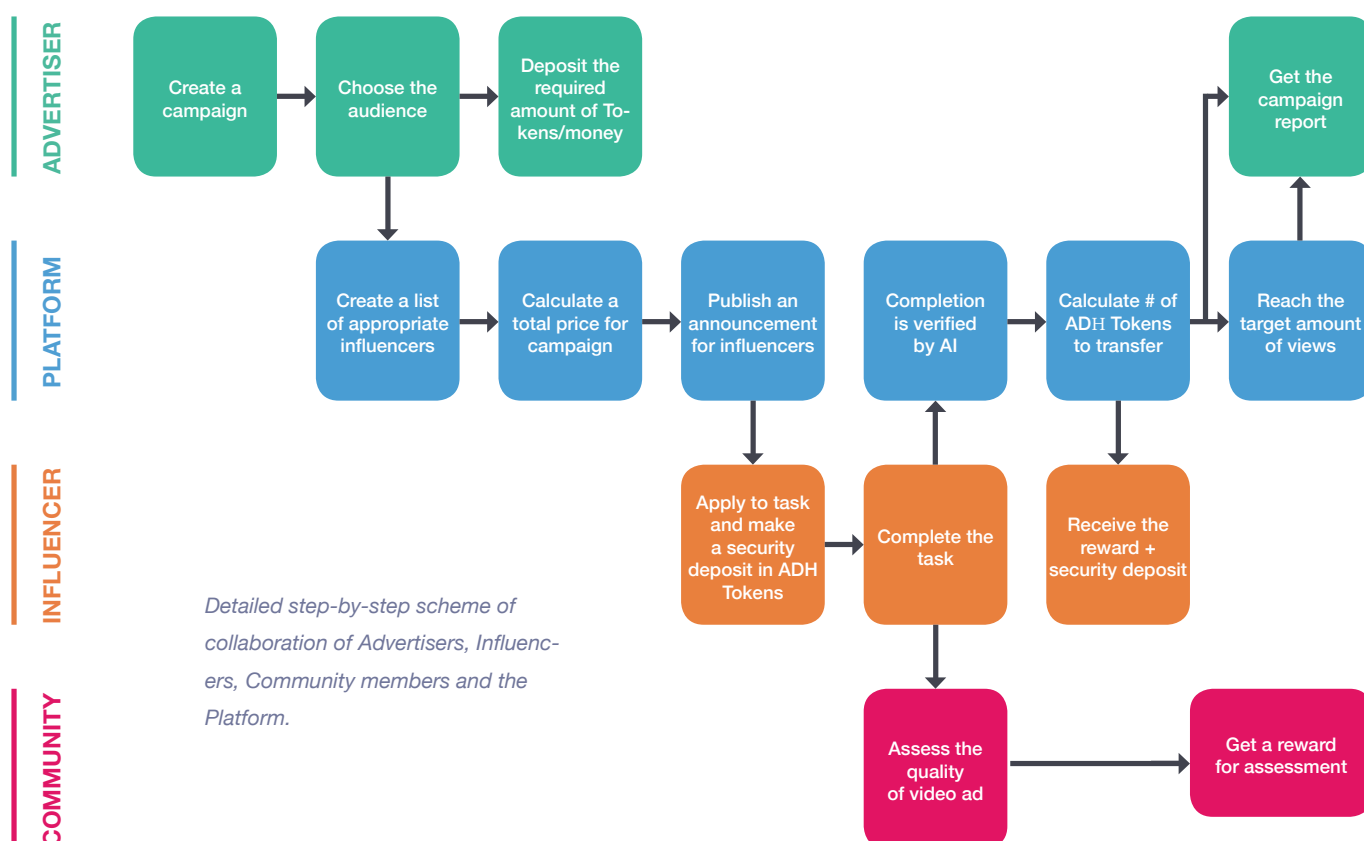 ADVERTISER
Create a
campaign
Choose the
audience
Deposit the
required
amount of To-
kens/money
Get the
campaign
report
PLATFORM
Create a list
of appropriate
influencers
Calculate a
total price for
campaign
Publish an
announcement
for influencers
Completion
is verified
by AI
Calculate # of
ADH Tokens
to transfer
Reach the
target amount
of views
INFLUENCER
Apply to task
and make
a security
deposit in ADH
Tokens
Complete the
task
Receive the
reward +
security deposit
Detailed step-by-step scheme of
collaboration of Advertisers, Influenc-
ers, Community members and the
Platform.
COMMUNITY
Assess the
quality
of video ad
Get a reward
for assessment